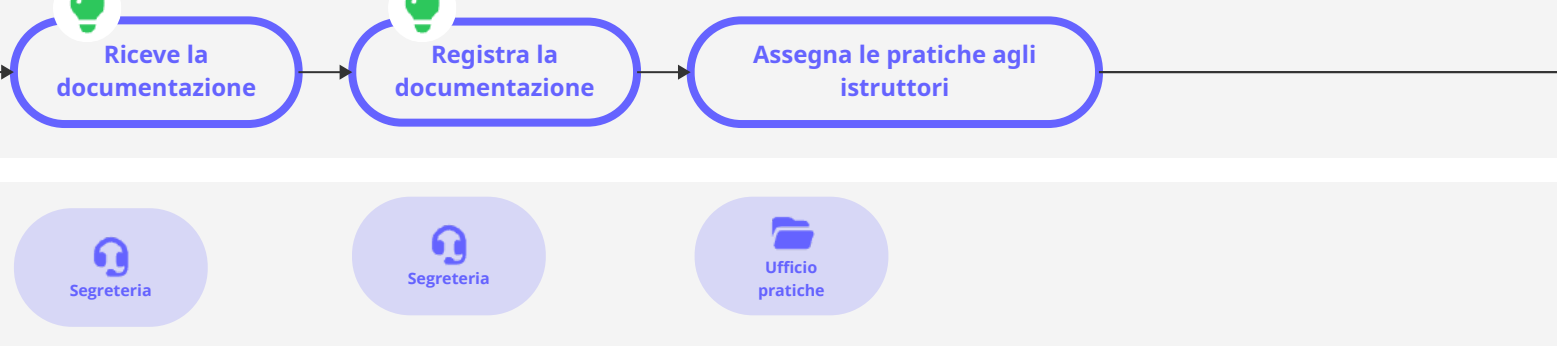 Riceve la
documentazione
Registra la
documentazione
Assegna le pratiche agli
istruttori
Segreteria
Segreteria
Ufficio
pratiche